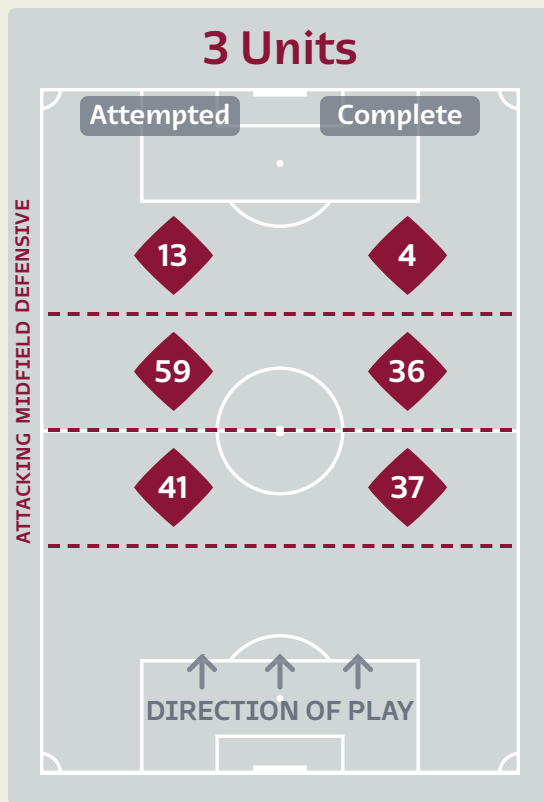 3 Units
Attempted Complete
ATTACKING MIDFIELD DEFENSIVE
13 4
59 36
41 37
DIRECTION OF PLAY